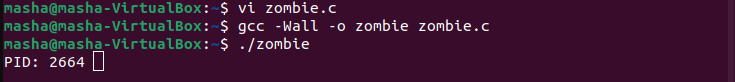 masha@masha-VirtualBox:~$ vi zombie.c
masha@masha-VirtualBox:~$ gcc -Wall -o zombie zombie.c
masha@masha-VirtualBox:~$ ./zombie
PID: 2664